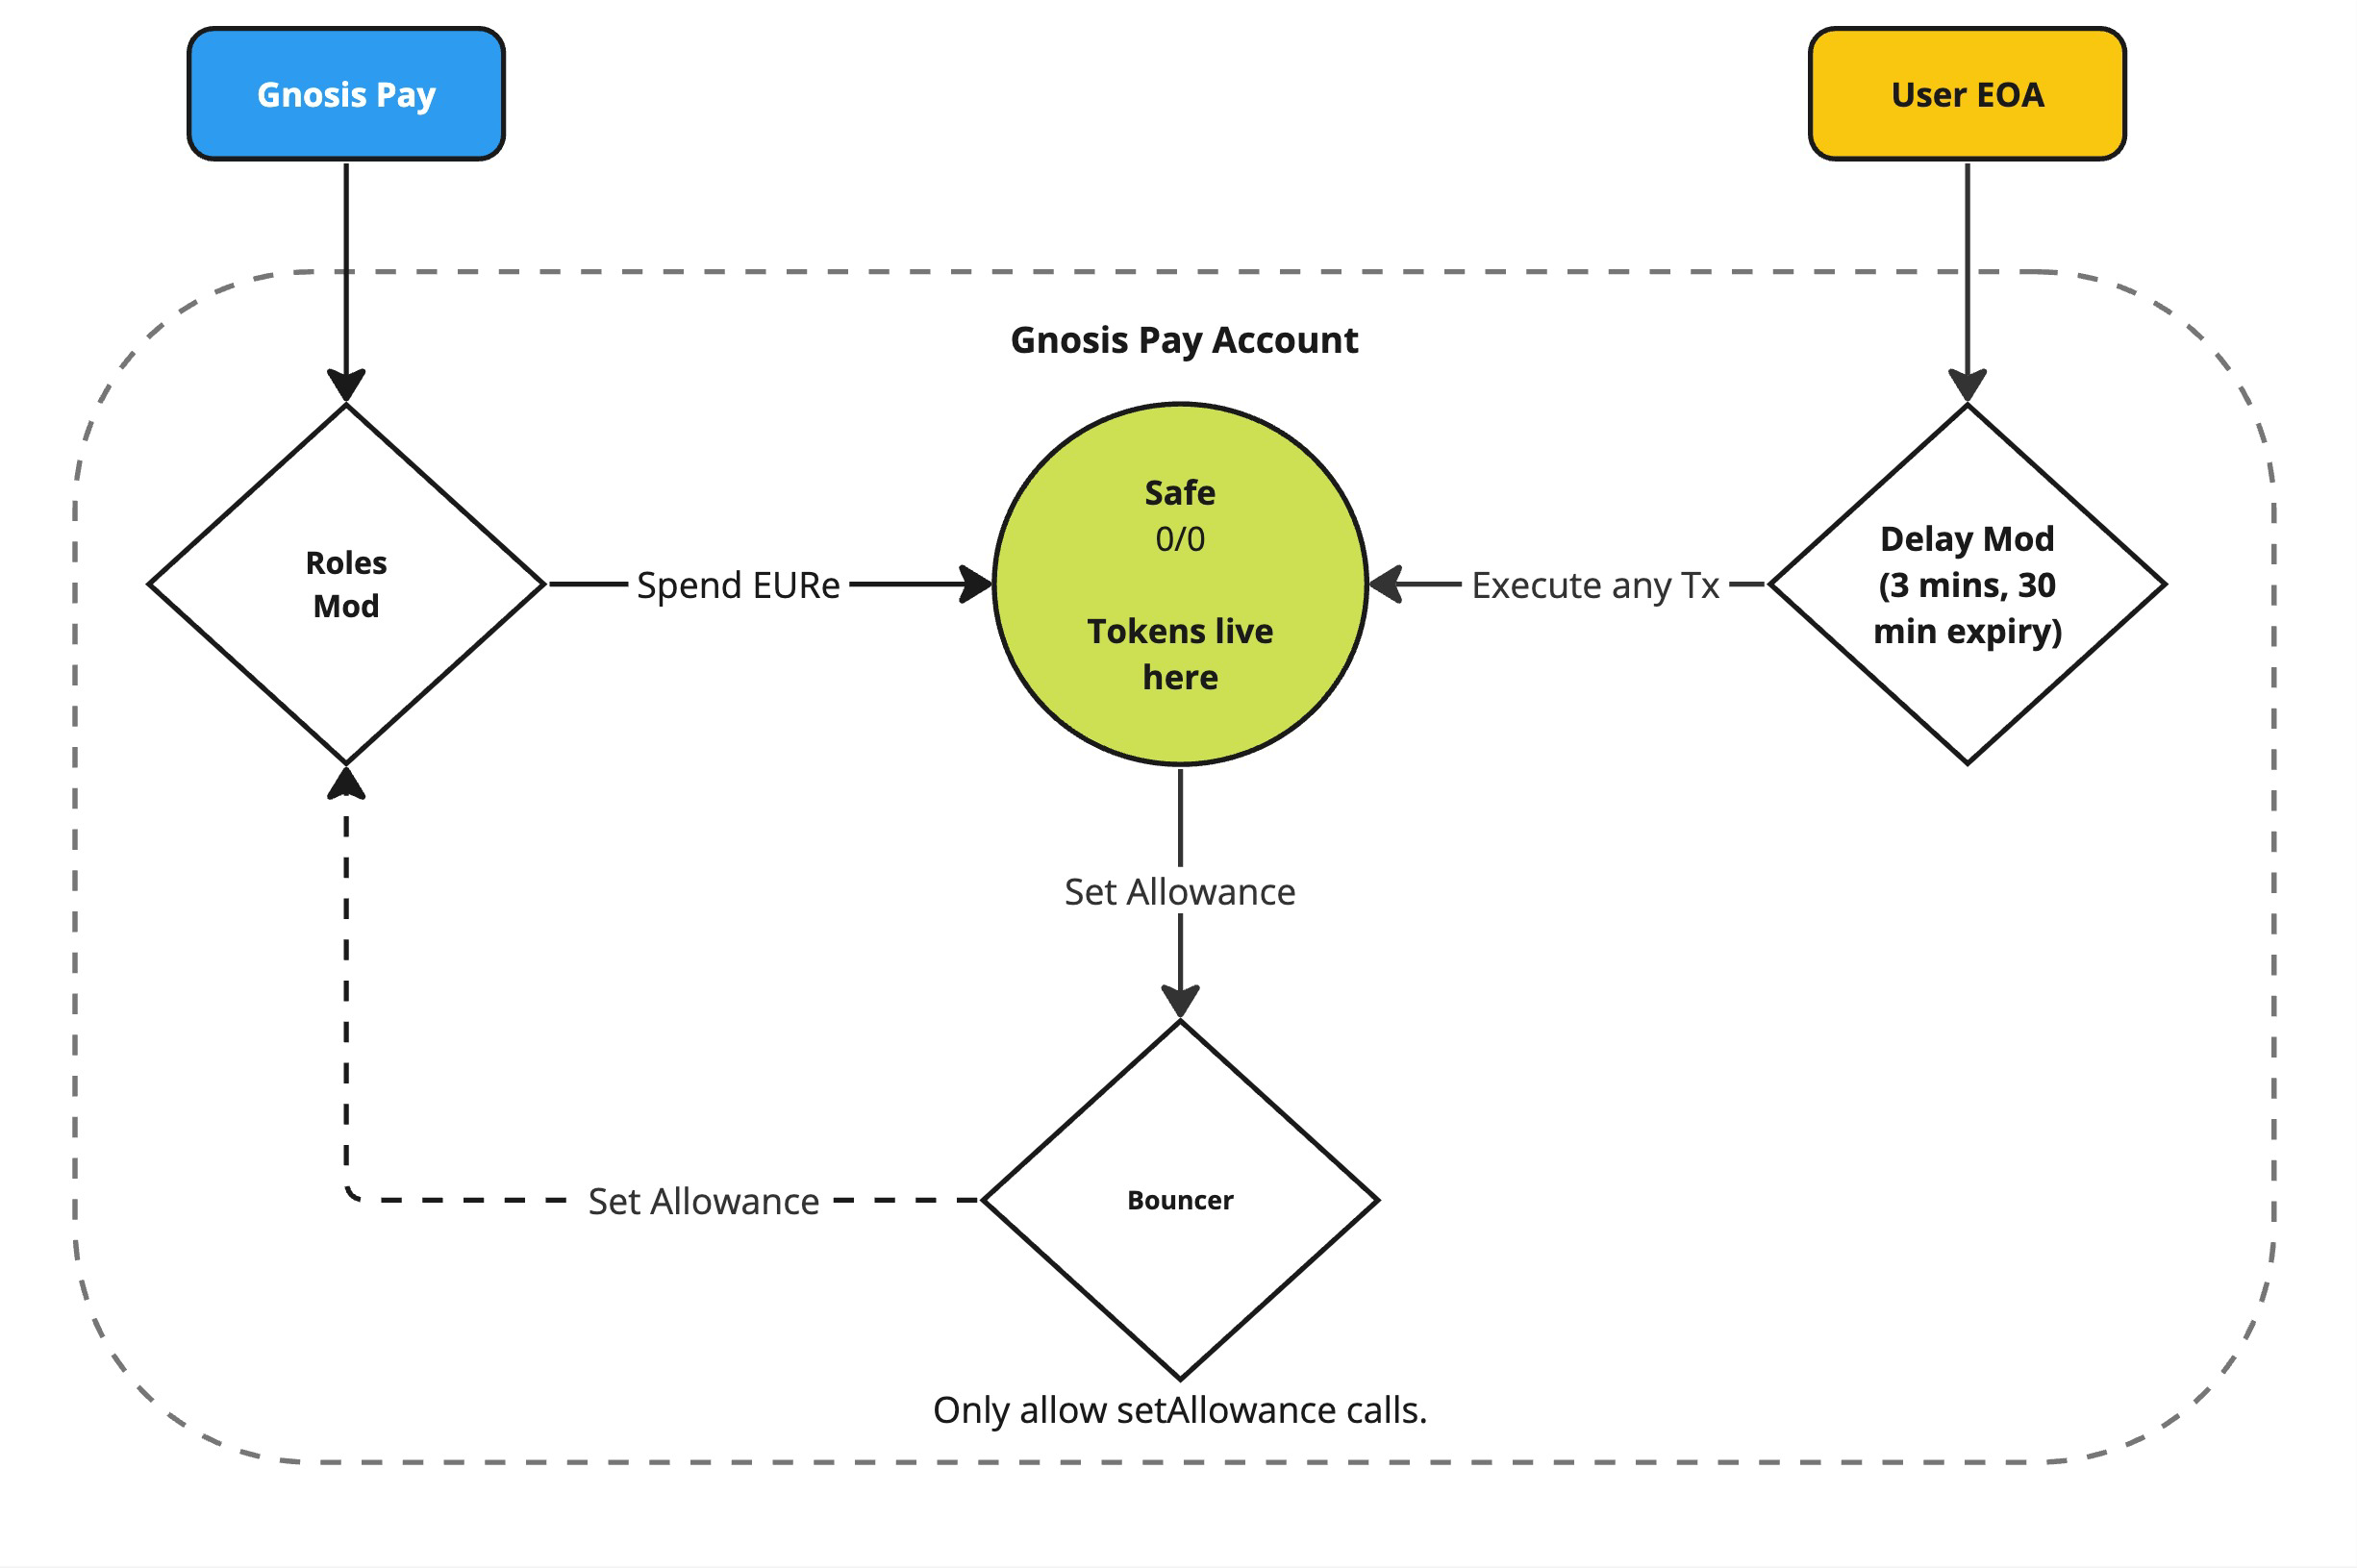 Gnosis Pay
User EOA
Gnosis Pay Account
Roles
Mod
Spend EURe
Safe
0/0
Tokens live
here
Execute any Tx
Delay Mod
(3 mins, 30
min expiry)
Set Allowance
Set Allowance
Bouncer
Only allow setAllowance calls.